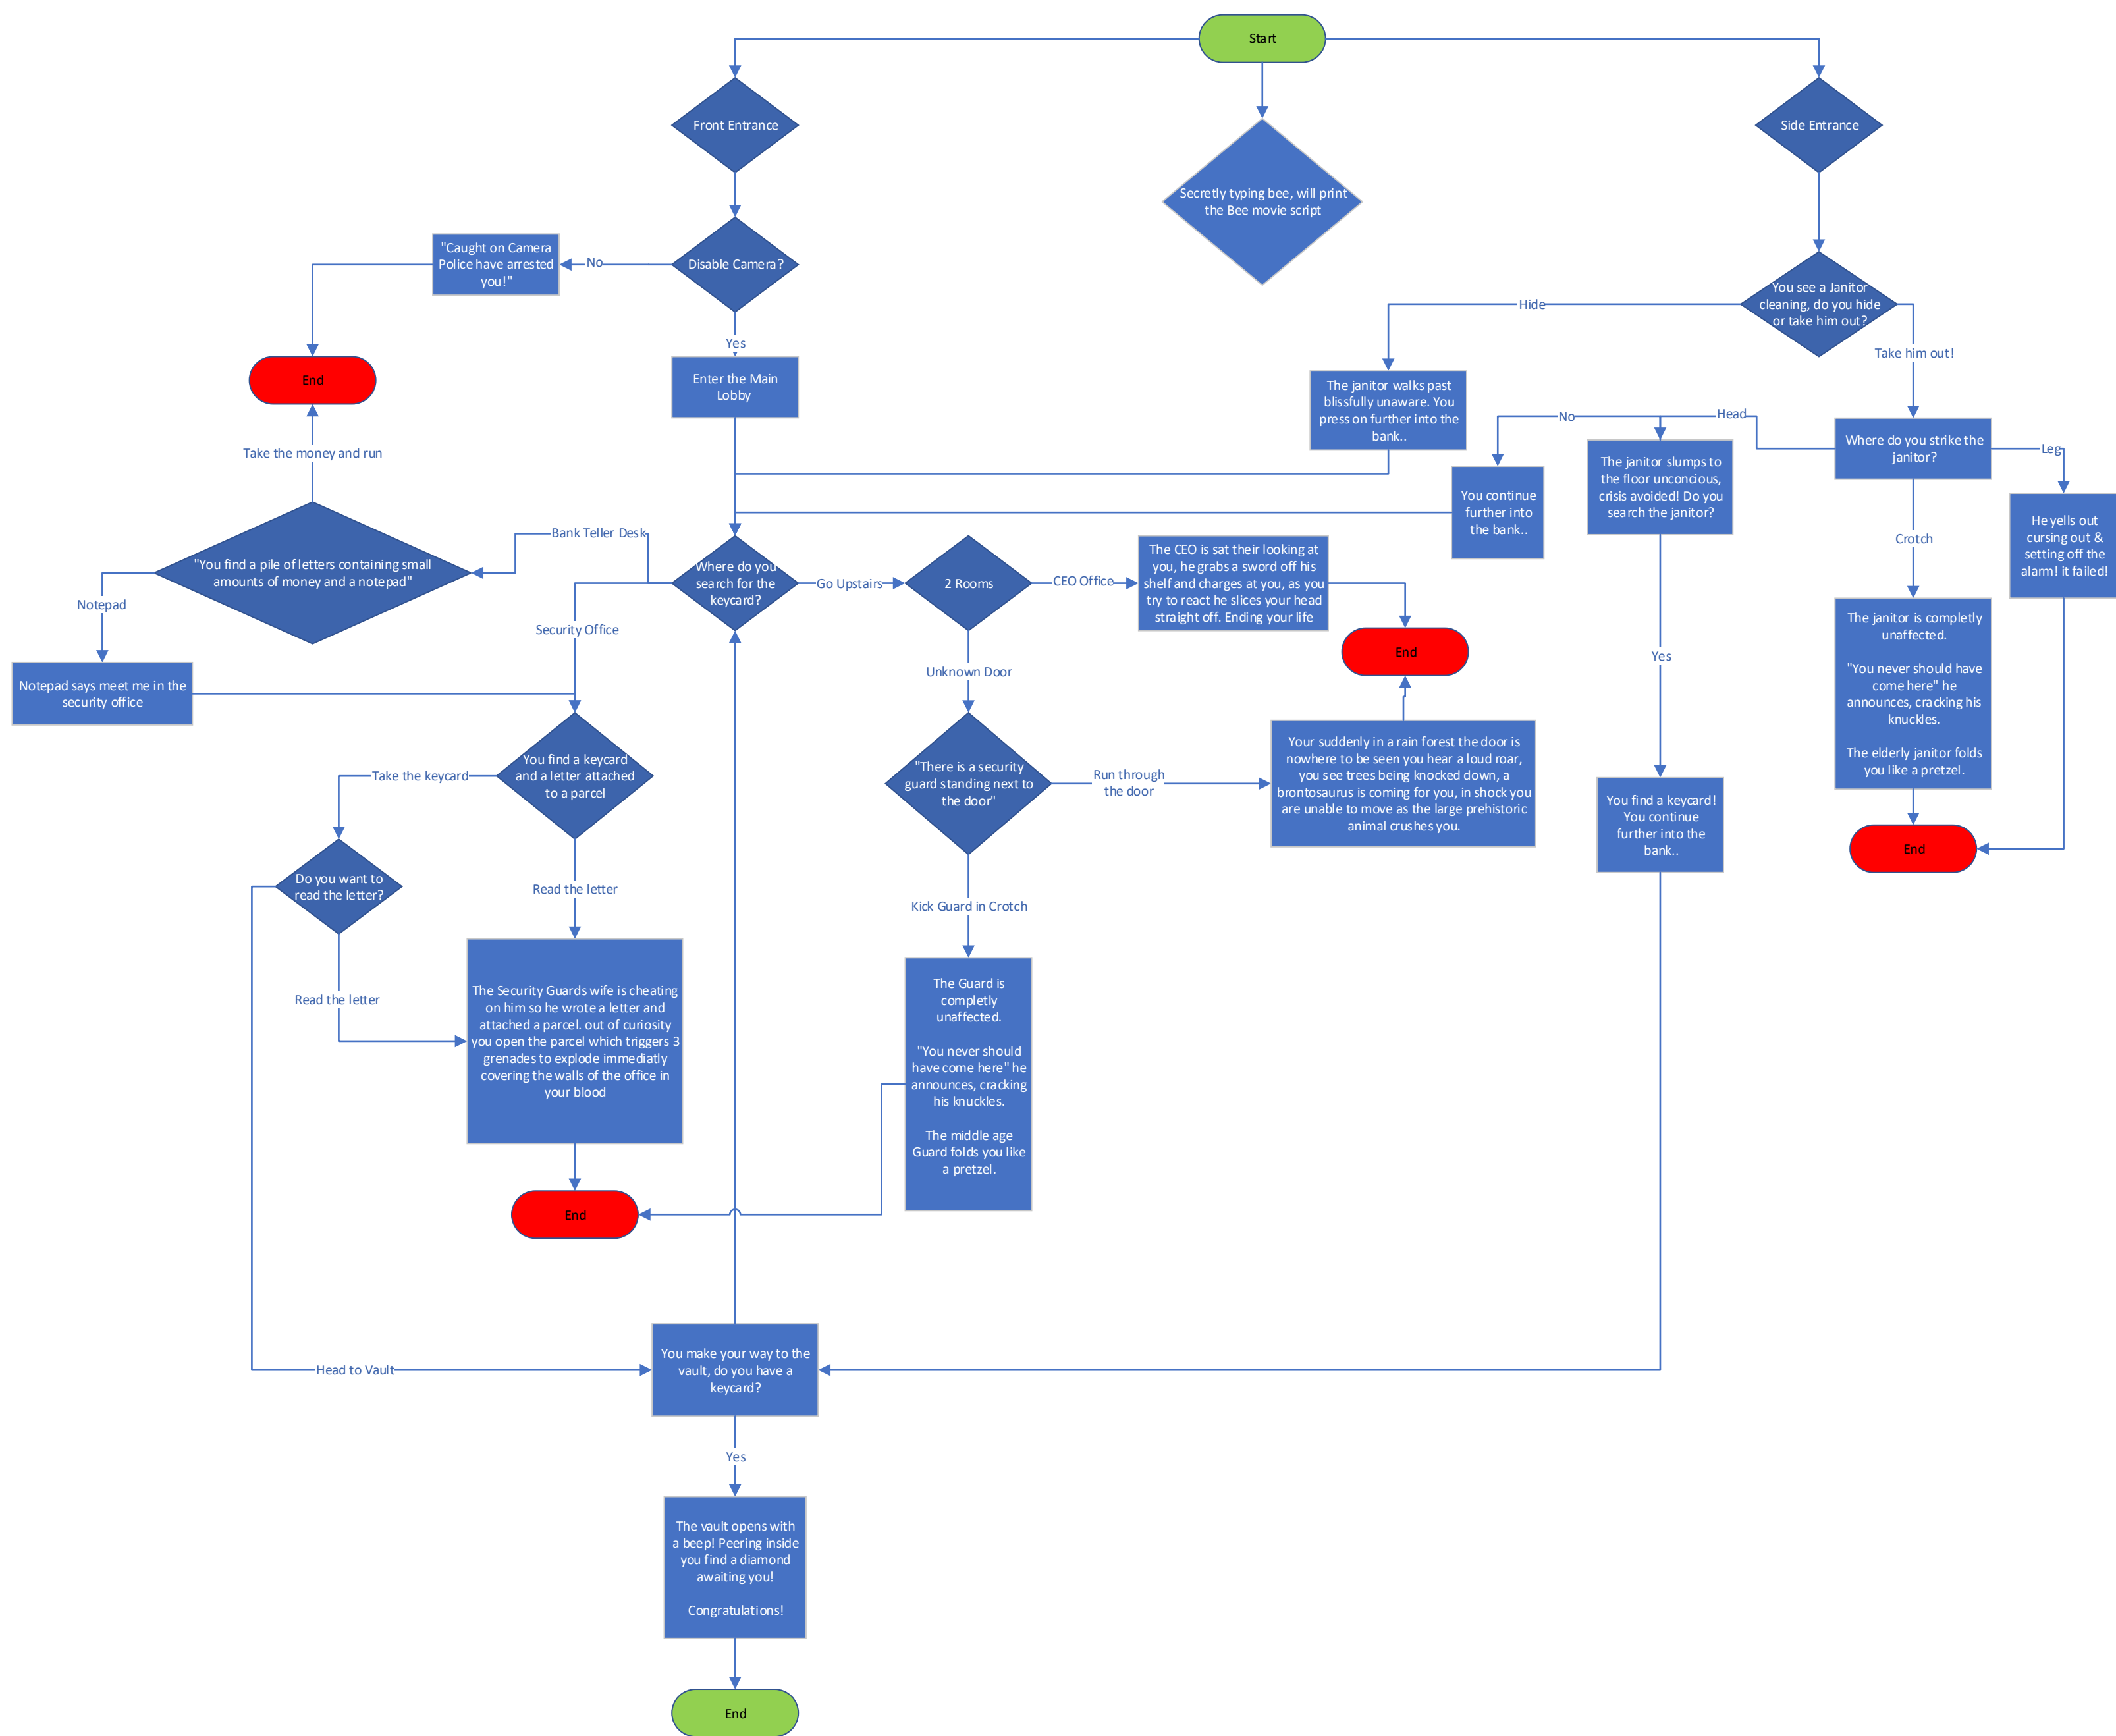 Start
Front Entrance
Side Entrance
Secretly typing bee, will print
the Bee movie script
"Caught on Camera
Police have arrested
you!"
No
Disable Camera?
Yes
You see a Janitor
cleaning, do you hide
or take him out?
Hide
Take him out!
End
Enter the Main
Lobby
The janitor walks past
blissfully unaware. You
press on further into the
bank..
No
Head
Where do you strike the
janitor?
Leg
Take the money and run
The janitor slumps to
the floor unconcious,
crisis avoided! Do you
search the janitor?
You continue
further into
the bank..
He yells out
cursing out &
setting off the
alarm! it failed!
Crotch
Bank Teller Desk
"You find a pile of letters containing small
amounts of money and a notepad"
Where do you
search for the
keycard?
Go Upstairs
2 Rooms
CEO Office
The CEO is sat their looking at
you, he grabs a sword off his
shelf and charges at you, as you
try to react he slices your head
straight off. Ending your life
Notepad
Security Office
End
Unknown Door
Yes
The janitor is completly
unaffected.
"You never should have
come here" he
announces, cracking his
knuckles.
The elderly janitor folds
you like a pretzel.
Notepad says meet me in the
security office
You find a keycard
and a letter attached
to a parcel
Take the keycard
"There is a security
guard standing next to
the door"
Run through
the door
Your suddenly in a rain forest the door is
nowhere to be seen you hear a loud roar,
you see trees being knocked down, a
brontosaurus is coming for you, in shock you
are unable to move as the large prehistoric
animal crushes you.
You find a keycard!
You continue
further into the
bank..
End
Do you want to
read the letter?
Read the letter
Kick Guard in Crotch
Read the letter
The Security Guards wife is cheating
on him so he wrote a letter and
attached a parcel. out of curiosity
you open the parcel which triggers 3
grenades to explode immediatly
covering the walls of the office in
your blood
The Guard is
completly
unaffected.
"You never should
have come here" he
announces, cracking
his knuckles.
The middle age
Guard folds you like
a pretzel.
End
Head to Vault
You make your way to the
vault, do you have a
keycard?
Yes
The vault opens with
a beep! Peering inside
you find a diamond
awaiting you!
Congratulations!
End